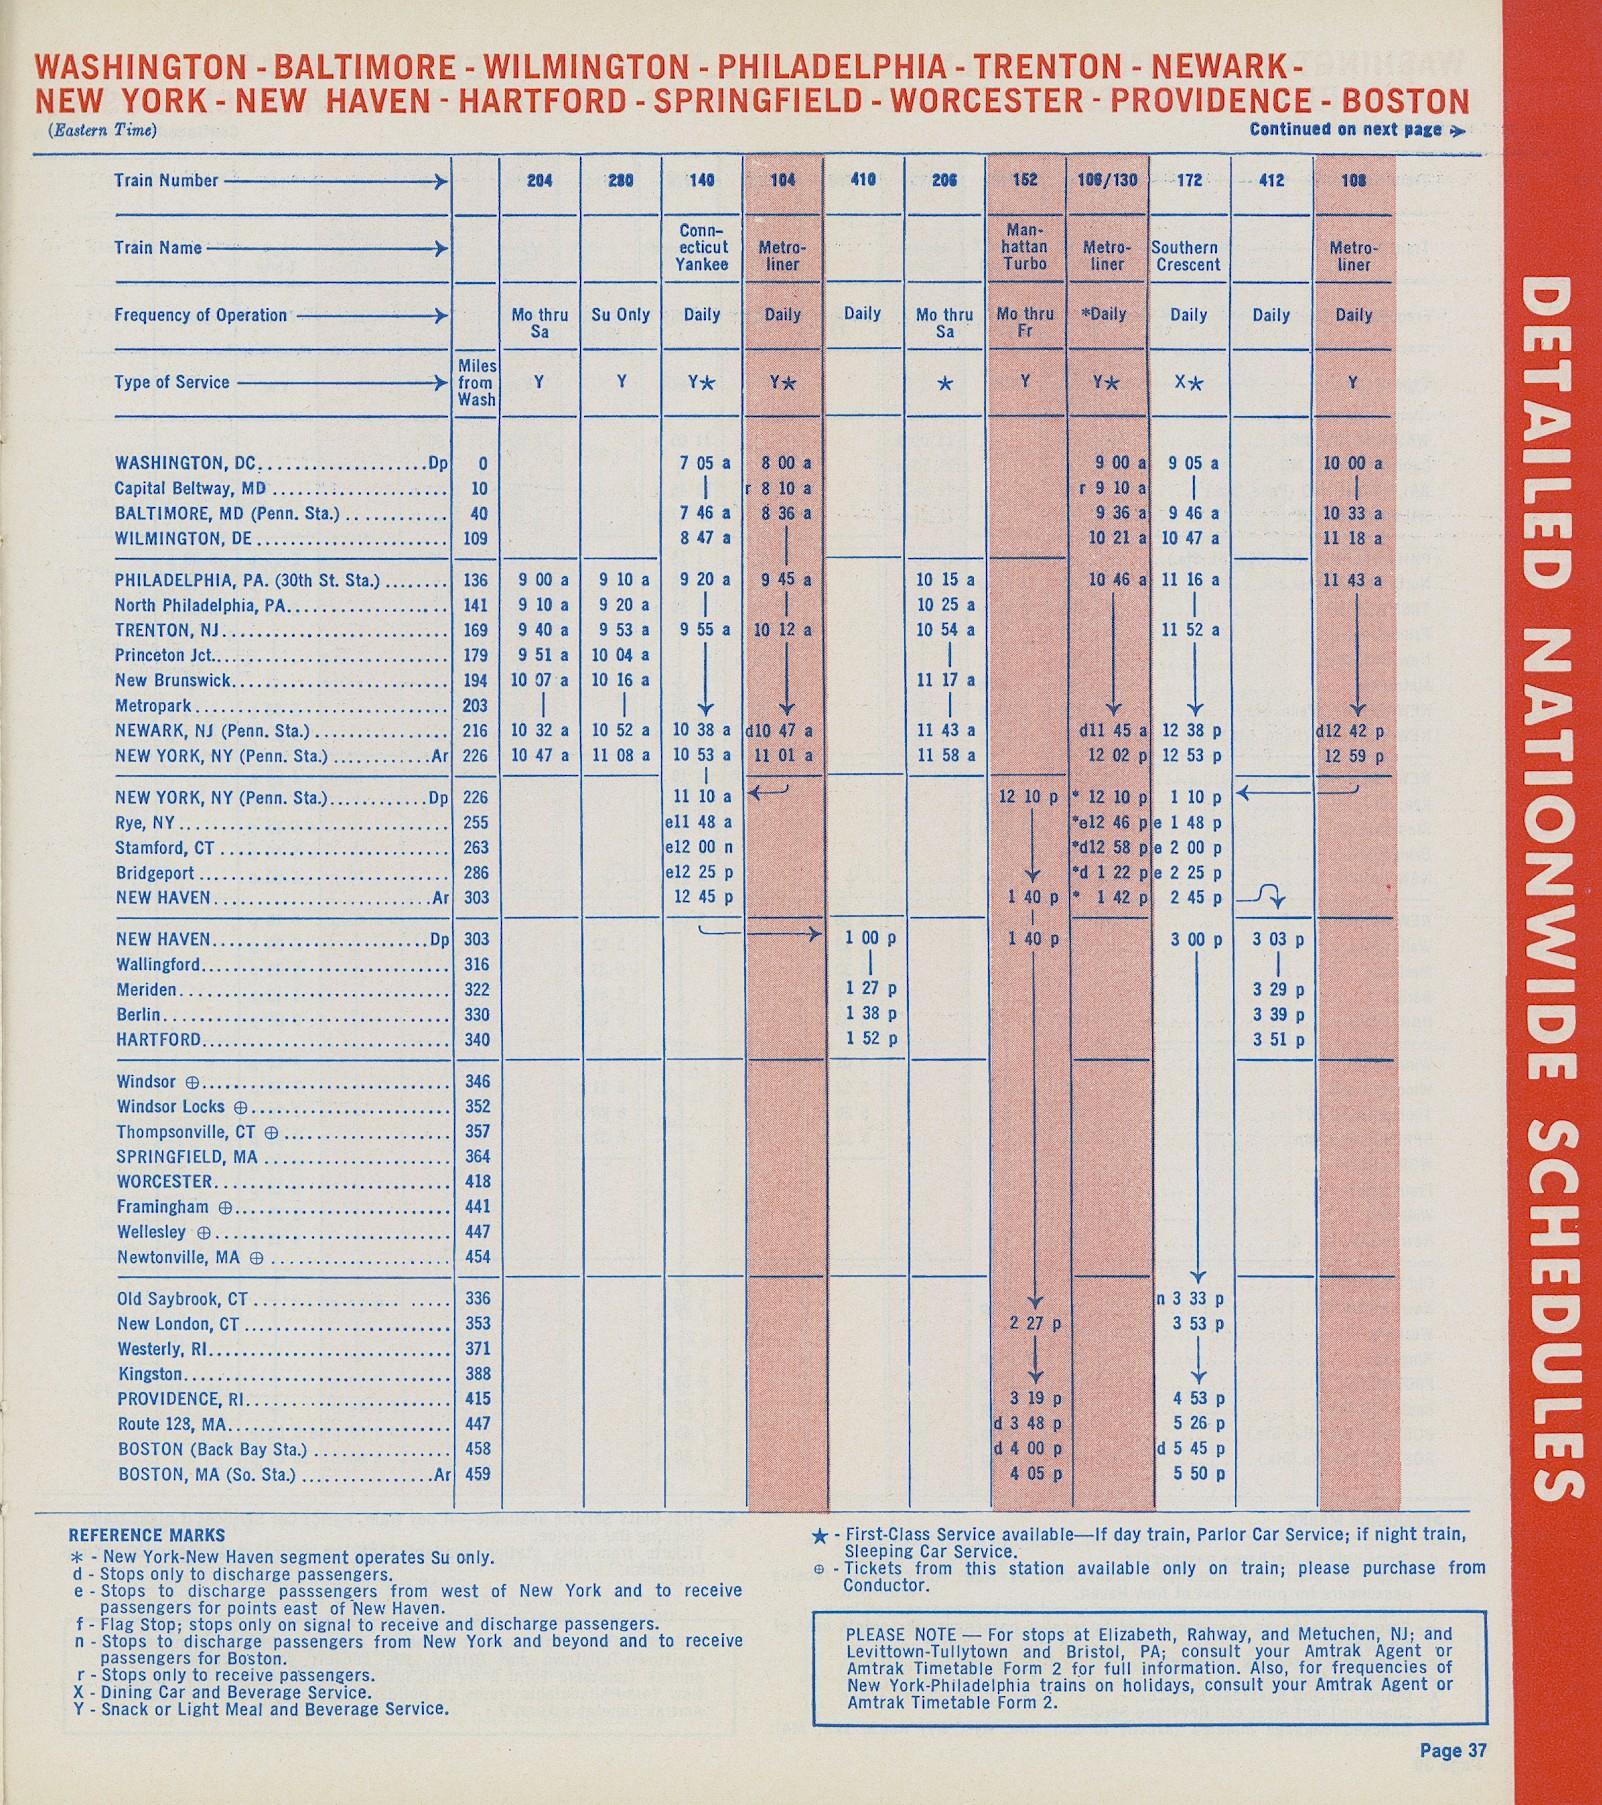 WASHINGTON - BALTIMORE - WILMINGTON - PHILADELPHIA - TRENTON - NEWARK -
NEW YORK - NEW HAVEN - HARTFORD - SPRINGFIELD - WORCESTER - PROVIDENCE - BOSTON
(Eastern Time) Continued on next page ➤
Train Number 204 280 140 104 410 206 152 106/130 172 412 108
Train Name Conn-ecticut Yankee Metro-liner Man-hattan Turbo Metro-liner Southern Crescent Metro-liner
Frequency of Operation Mo thru Sa Su Only Daily Daily Daily Mo thru Sa Mo thru Fr *Daily Daily Daily Daily
Type of Service Miles from Wash Y Y Y★ Y★ ★ Y Y★ X★ Y
WASHINGTON, DC. Dp 0 7 05 a 8 00 a 9 00 a 9 05 a 10 00 a
Capital Beltway, MD 10 r 8 10 a r 9 10 a
BALTIMORE, MD (Penn. Sta.) 40 7 46 a 8 36 a 9 36 a 9 46 a 10 33 a
WILMINGTON, DE 109 8 47 a 10 21 a 10 47 a 11 18 a
PHILADELPHIA, PA. (30th St. Sta.) 136 9 00 a 9 10 a 9 20 a 9 45 a 10 15 a 10 46 a 11 16 a 11 43 a
North Philadelphia, PA. 141 9 10 a 9 20 a 10 25 a
TRENTON, NJ 169 9 40 a 9 53 a 9 55 a 10 12 a 10 54 a 11 52 a
Princeton Jct. 179 9 51 a 10 04 a
New Brunswick 194 10 07 a 10 16 a 11 17 a
Metropark 203
NEWARK, NJ (Penn. Sta.) 216 10 32 a 10 52 a 10 38 a d10 47 a 11 43 a d11 45 a 12 38 p d12 42 p
NEW YORK, NY (Penn. Sta.) Ar 226 10 47 a 11 08 a 10 53 a 11 01 a 11 58 a 12 02 p 12 53 p 12 59 p
NEW YORK, NY (Penn. Sta.) Dp 226 11 10 a 12 10 p * 12 10 p 1 10 p
Rye, NY 255 e11 48 a *e12 46 p e 1 48 p
Stamford, CT 263 e12 00 n *d12 58 p e 2 00 p
Bridgeport 286 e12 25 p *d 1 22 p e 2 25 p
NEW HAVEN Ar 303 12 45 p 1 40 p * 1 42 p 2 45 p
NEW HAVEN Dp 303 1 00 p 1 40 p 3 00 p 3 03 p
Wallingford 316
Meriden 322 1 27 p 3 29 p
Berlin 330 1 38 p 3 39 p
HARTFORD 340 1 52 p 3 51 p
Windsor ⊕ 346
Windsor Locks ⊕ 352
Thompsonville, CT ⊕ 357
SPRINGFIELD, MA 364
WORCESTER 418
Framingham ⊕ 441
Wellesley ⊕ 447
Newtonville, MA ⊕ 454
Old Saybrook, CT 336 n 3 33 p
New London, CT 353 2 27 p 3 53 p
Westerly, RI 371
Kingston 388
PROVIDENCE, RI 415 3 19 p 4 53 p
Route 128, MA 447 d 3 48 p 5 26 p
BOSTON (Back Bay Sta.) 458 d 4 00 p d 5 45 p
BOSTON, MA (So. Sta.) Ar 459 4 05 p 5 50 p
REFERENCE MARKS
* - New York-New Haven segment operates Su only.
d - Stops only to discharge passengers.
e - Stops to discharge passsengers from west of New York and to receive
passengers for points east of New Haven.
f - Flag Stop; stops only on signal to receive and discharge passengers.
n - Stops to discharge passengers from New York and beyond and to receive
passengers for Boston.
r - Stops only to receive passengers.
X - Dining Car and Beverage Service.
Y - Snack or Light Meal and Beverage Service.
★ - First-Class Service available—If day train, Parlor Car Service; if night train,
Sleeping Car Service.
⊕ - Tickets from this station available only on train; please purchase from
Conductor.
PLEASE NOTE — For stops at Elizabeth, Rahway, and Metuchen, NJ; and
Levittown-Tullytown and Bristol, PA; consult your Amtrak Agent or
Amtrak Timetable Form 2 for full information. Also, for frequencies of
New York-Philadelphia trains on holidays, consult your Amtrak Agent or
Amtrak Timetable Form 2.
Page 37
DETAILED NATIONWIDE SCHEDULES